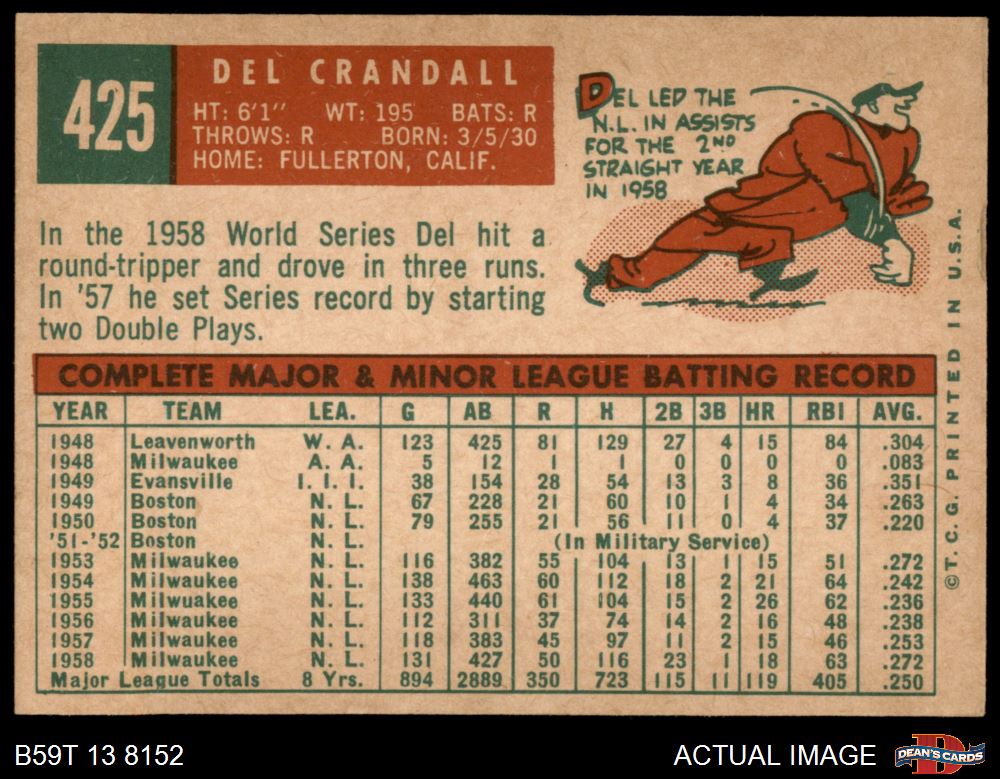 425
DEL CRANDALL
HT: 6'1" WT: 195 BATS: R
THROWS: R BORN: 3/5/30
HOME: FULLERTON, CALIF.
DEL LED THE
N.L. IN ASSISTS
FOR THE 2ND
STRAIGHT YEAR
IN 1958
In the 1958 World Series Del hit a
round-tripper and drove in three runs.
In '57 he set Series record by starting
two Double Plays.
COMPLETE MAJOR & MINOR LEAGUE BATTING RECORD
YEAR TEAM LEA. G AB R H 2B 3B HR RBI AVG.
1948 Leavenworth W. A. 123 425 81 129 27 4 15 84 .304
1948 Milwaukee A. A. 5 12 1 1 0 0 0 0 .083
1949 Evansville I. I. I. 38 154 28 54 13 3 8 36 .351
1949 Boston N. L. 67 228 21 60 10 1 4 34 .263
1950 Boston N. L. 79 255 21 56 11 0 4 37 .220
'51-'52 Boston N. L. (In Military Service)
1953 Milwaukee N. L. 116 382 55 104 13 1 15 51 .272
1954 Milwaukee N. L. 138 463 60 112 18 2 21 64 .242
1955 Milwuakee N. L. 133 440 61 104 15 2 26 62 .236
1956 Milwaukee N. L. 112 311 37 74 14 2 16 48 .238
1957 Milwaukee N. L. 118 383 45 97 11 2 15 46 .253
1958 Milwaukee N. L. 131 427 50 116 23 1 18 63 .272
Major League Totals 8 Yrs. 894 2889 350 723 115 11 119 405 .250
©T. C. G. PRINTED IN U.S.A.
B59T 13 8152
ACTUAL IMAGE
DEAN'S CARDS